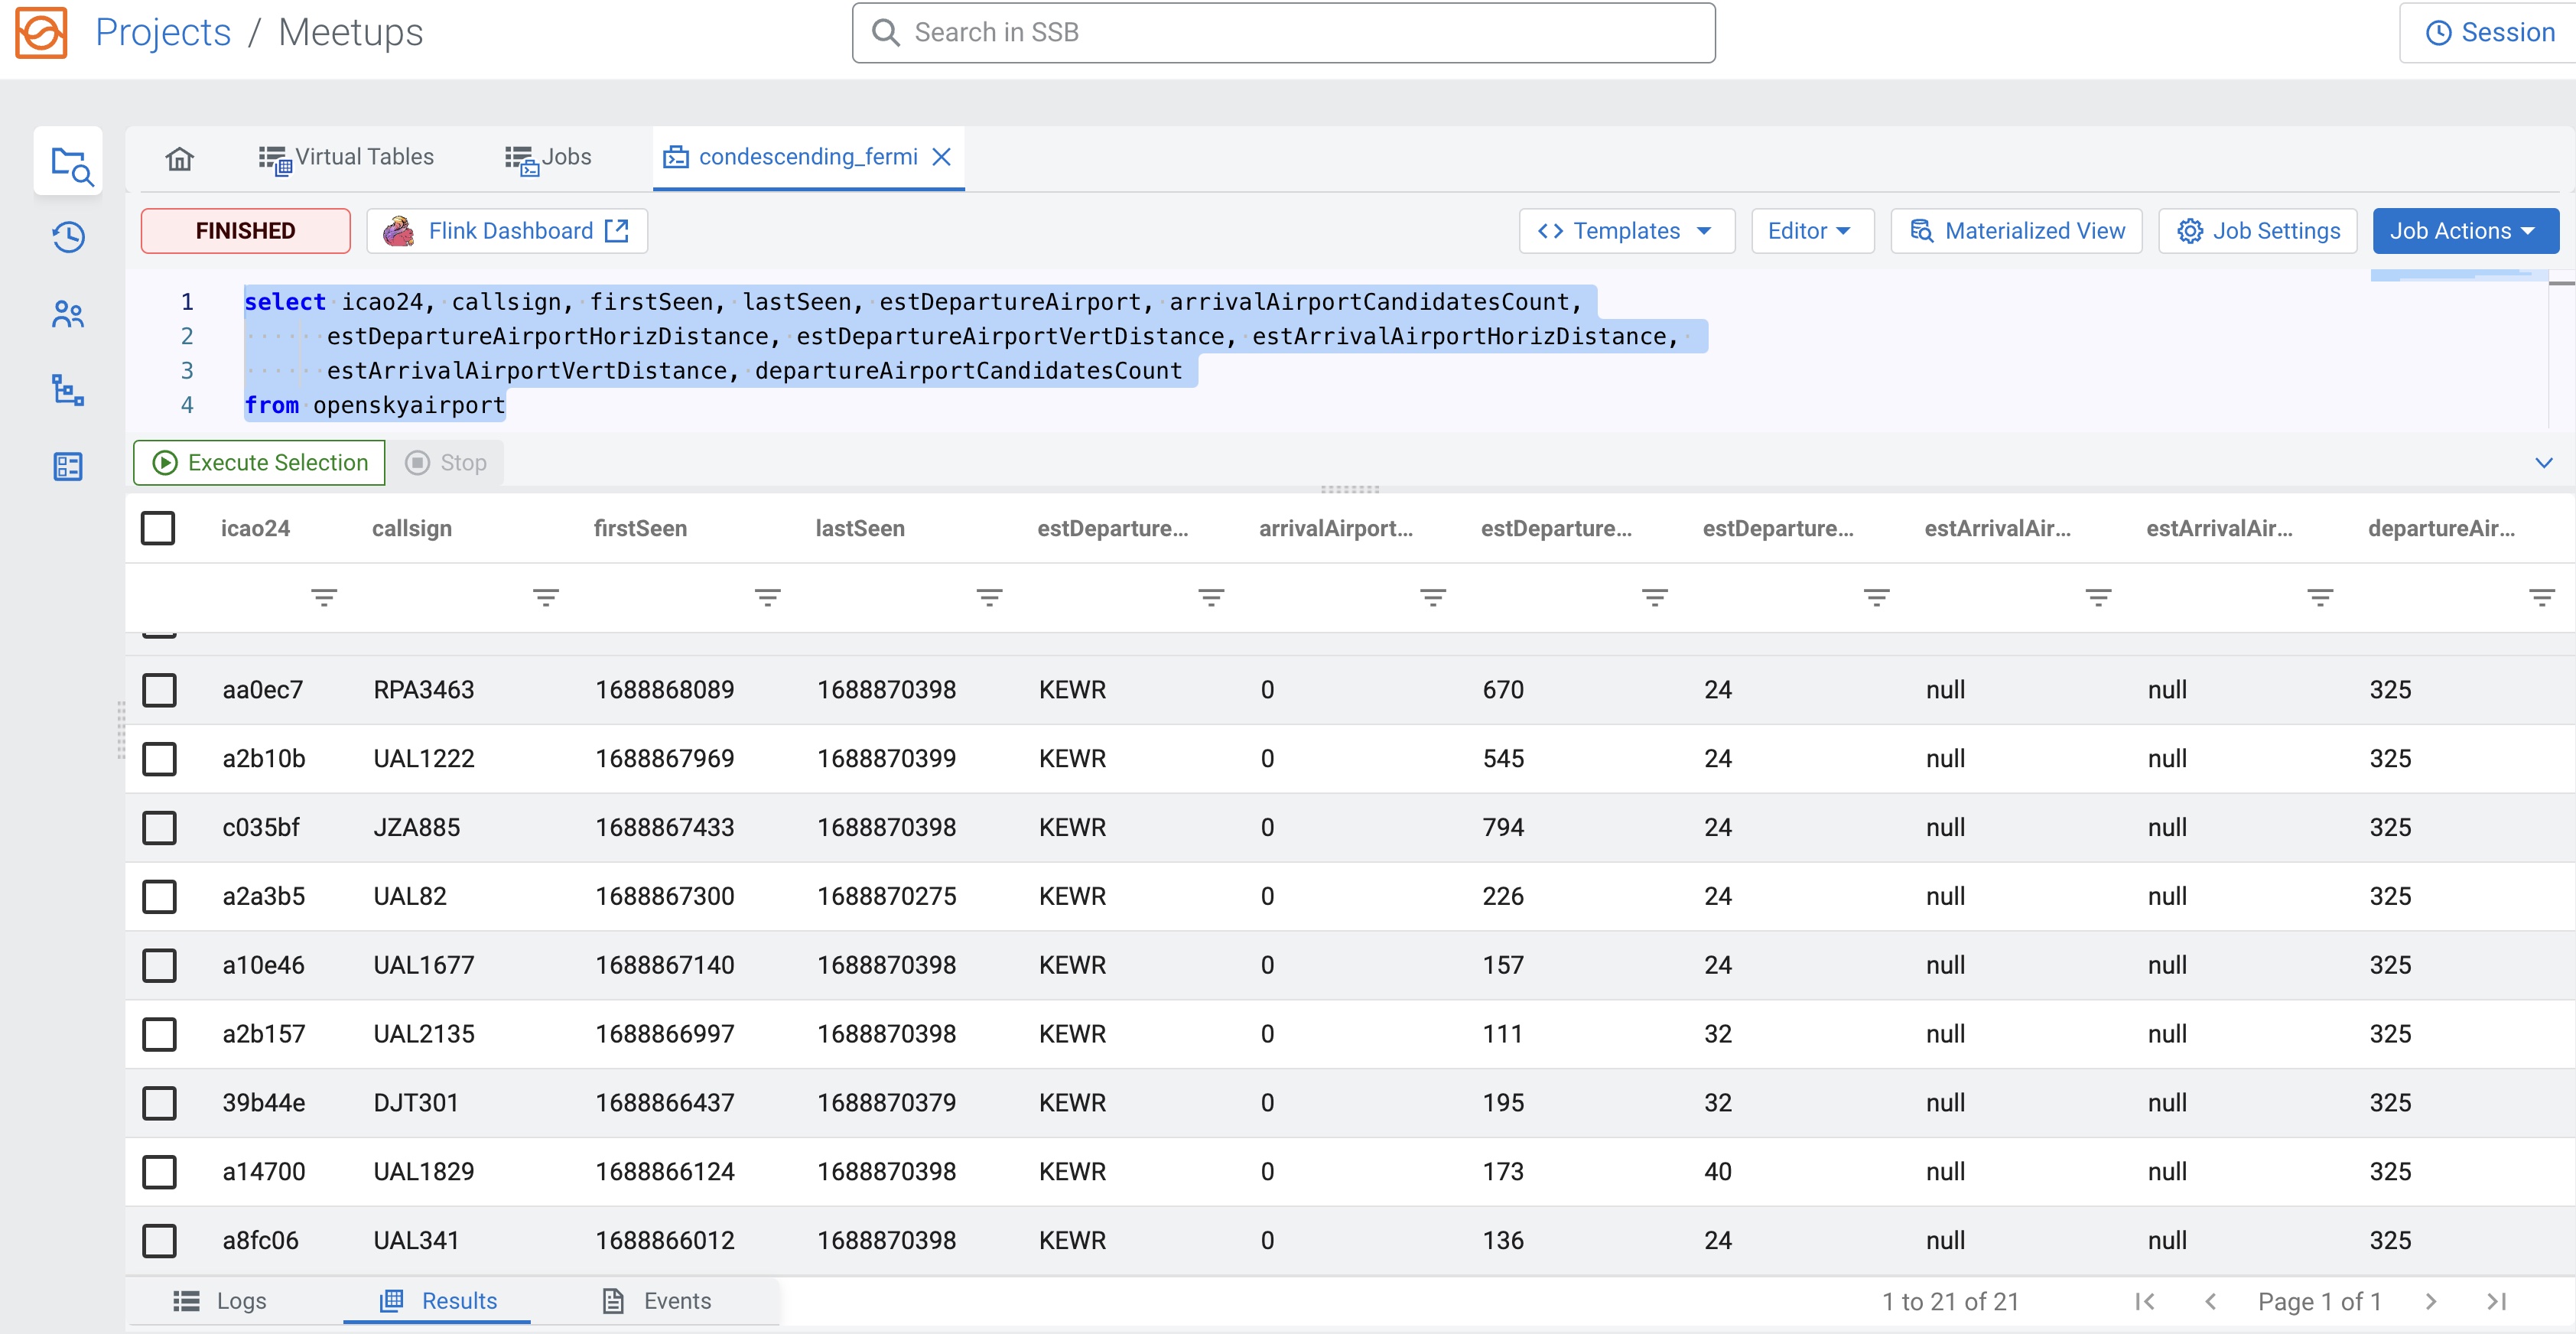 Projects / Meetups
Search in SSB
Session
Virtual Tables
Jobs
condescending_fermi
FINISHED
Flink Dashboard
Templates
Editor
Materialized View
Job Settings
Job Actions
1 select icao24, callsign, firstSeen, lastSeen, estDepartureAirport, arrivalAirportCandidatesCount,
2 estDepartureAirportHorizDistance, estDepartureAirportVertDistance, estArrivalAirportHorizDistance,
3 estArrivalAirportVertDistance, departureAirportCandidatesCount
4 from openskyairport
Execute Selection
Stop
icao24 callsign firstSeen lastSeen estDeparture... arrivalAirport... estDeparture... estDeparture... estArrivalAir... estArrivalAir... departureAir...
aa0ec7 RPA3463 1688868089 1688870398 KEWR 0 670 24 null null 325
a2b10b UAL1222 1688867969 1688870399 KEWR 0 545 24 null null 325
c035bf JZA885 1688867433 1688870398 KEWR 0 794 24 null null 325
a2a3b5 UAL82 1688867300 1688870275 KEWR 0 226 24 null null 325
a10e46 UAL1677 1688867140 1688870398 KEWR 0 157 24 null null 325
a2b157 UAL2135 1688866997 1688870398 KEWR 0 111 32 null null 325
39b44e DJT301 1688866437 1688870379 KEWR 0 195 32 null null 325
a14700 UAL1829 1688866124 1688870398 KEWR 0 173 40 null null 325
a8fc06 UAL341 1688866012 1688870398 KEWR 0 136 24 null null 325
Logs
Results
Events
1 to 21 of 21
Page 1 of 1